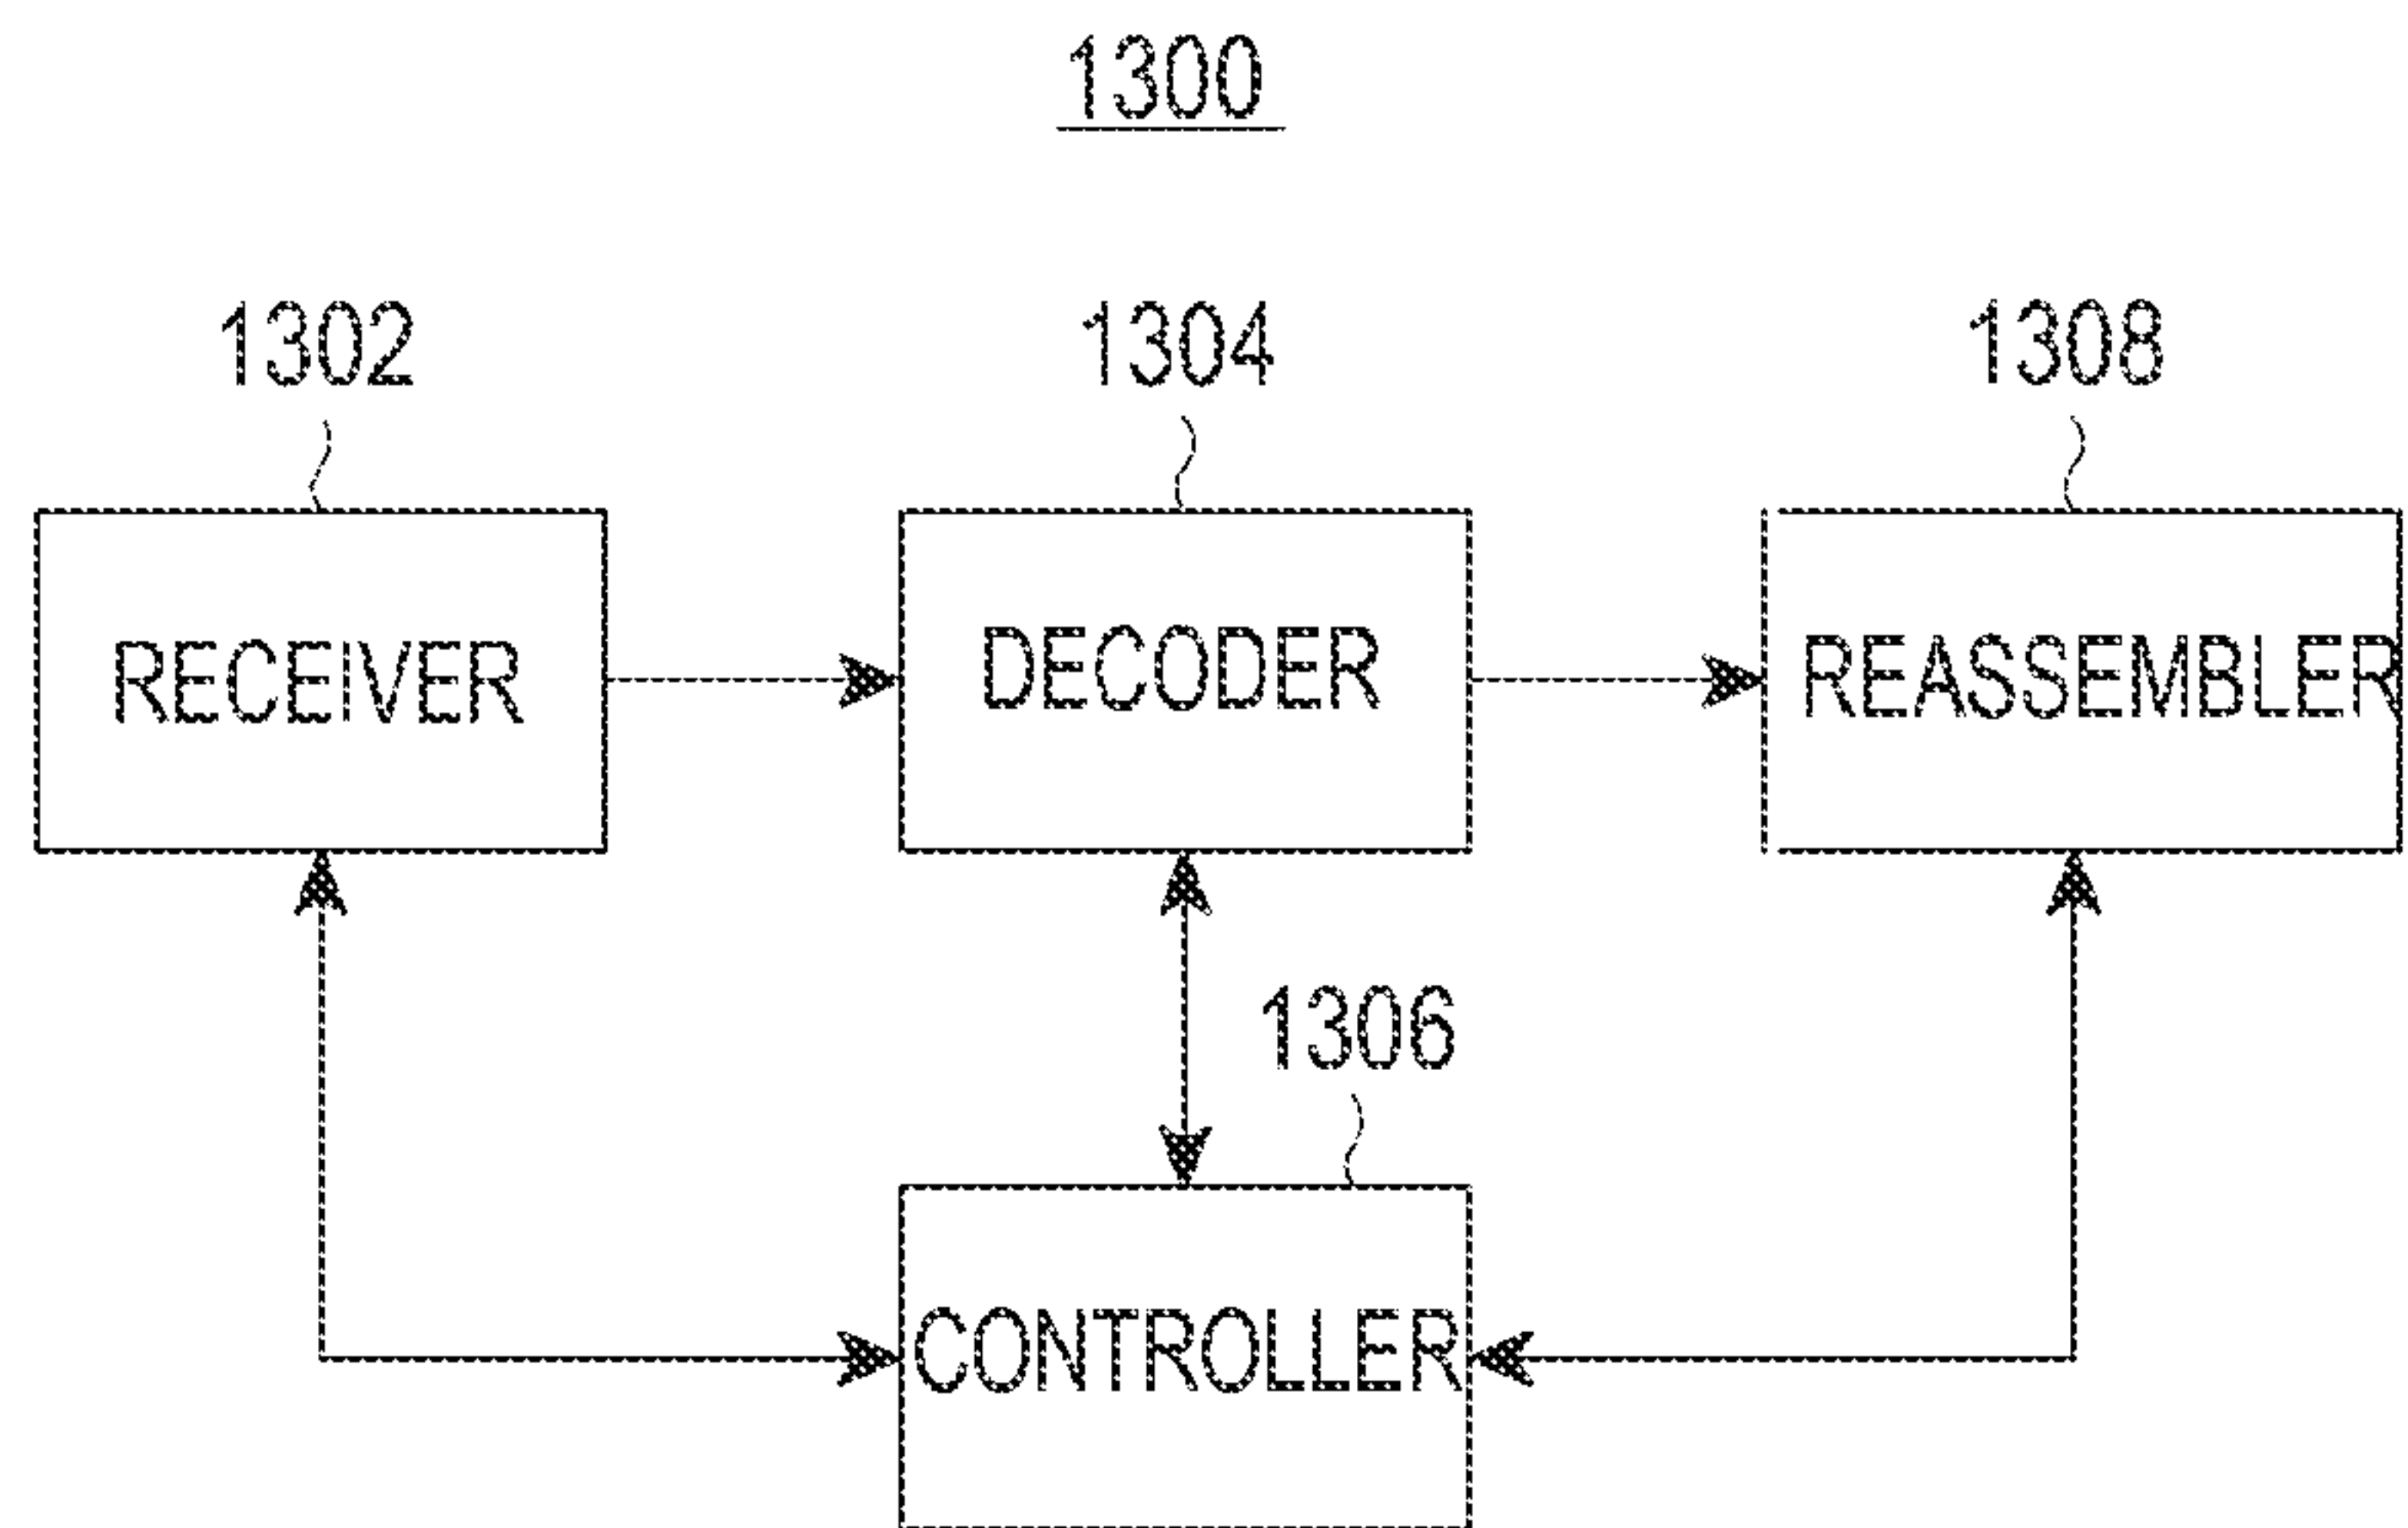 1300
1302
1304
1308
RECEIVER
DECODER
REASSEMBLER
1306
CONTROLLER